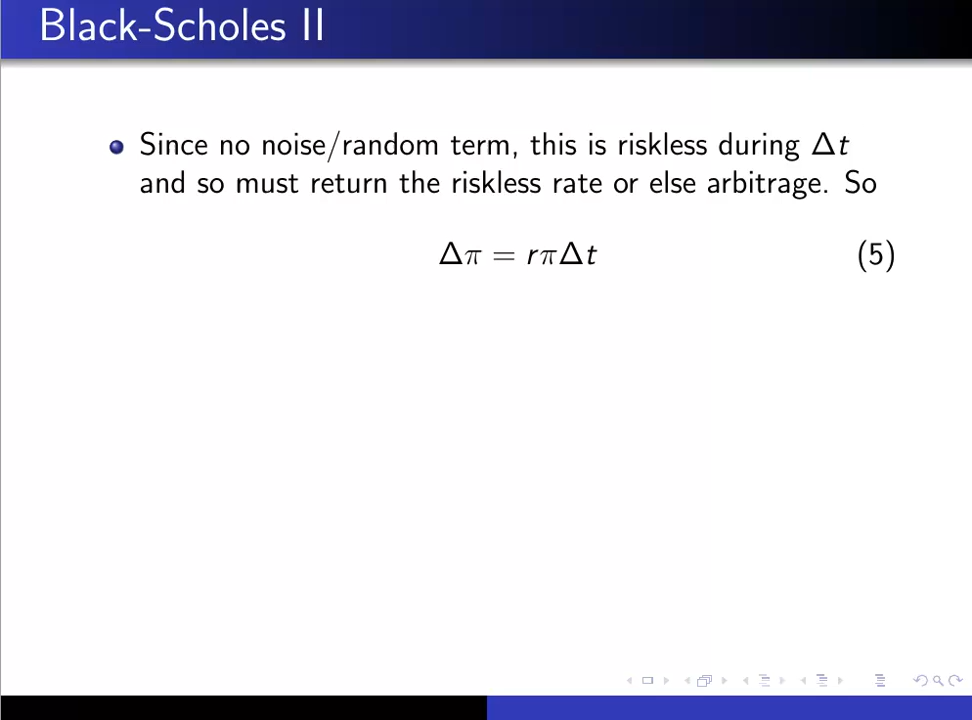 Black-Scholes II
Since no noise/random term, this is riskless during Δt
and so must return the riskless rate or else arbitrage. So
Δπ = rπΔt (5)